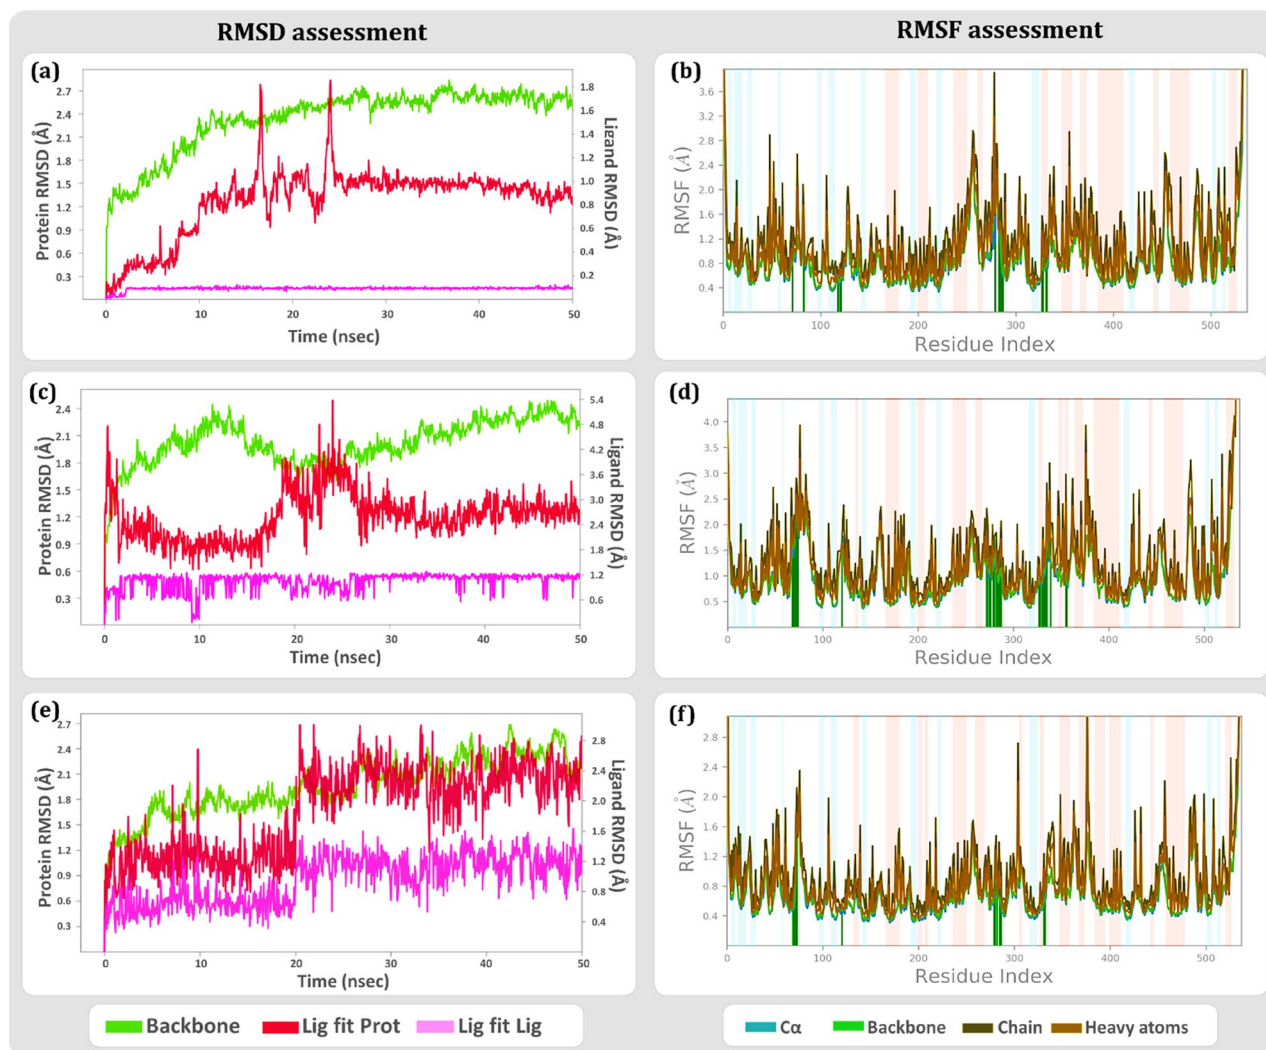 RMSD assessment
RMSF assessment
(a)
Protein RMSD (Å)
2.7
2.4
2.1
1.8
1.5
1.2
0.9
0.6
0.3
1.8
1.6
1.4
1.2
1.0
0.8
0.6
0.4
0.2
Ligand RMSD (Å)
0 10 20 30 40 50
Time (nsec)
(b)
RMSF (Å)
3.6
3.2
2.8
2.4
2.0
1.6
1.2
0.8
0.4
0 100 200 300 400 500
Residue Index
(c)
Protein RMSD (Å)
2.4
2.1
1.8
1.5
1.2
0.9
0.6
0.3
5.4
4.8
4.2
3.6
3.0
2.4
1.8
1.2
0.6
Ligand RMSD (Å)
0 10 20 30 40 50
Time (nsec)
(d)
RMSF (Å)
4.0
3.5
3.0
2.5
2.0
1.5
1.0
0.5
0 100 200 300 400 500
Residue Index
(e)
Protein RMSD (Å)
2.7
2.4
2.1
1.8
1.5
1.2
0.9
0.6
0.3
2.8
2.4
2.0
1.6
1.2
0.8
0.4
Ligand RMSD (Å)
0 10 20 30 40 50
Time (nsec)
(f)
RMSF (Å)
2.8
2.4
2.0
1.6
1.2
0.8
0.4
0 100 200 300 400 500
Residue Index
Backbone Lig fit Prot Lig fit Lig
Cα Backbone Chain Heavy atoms